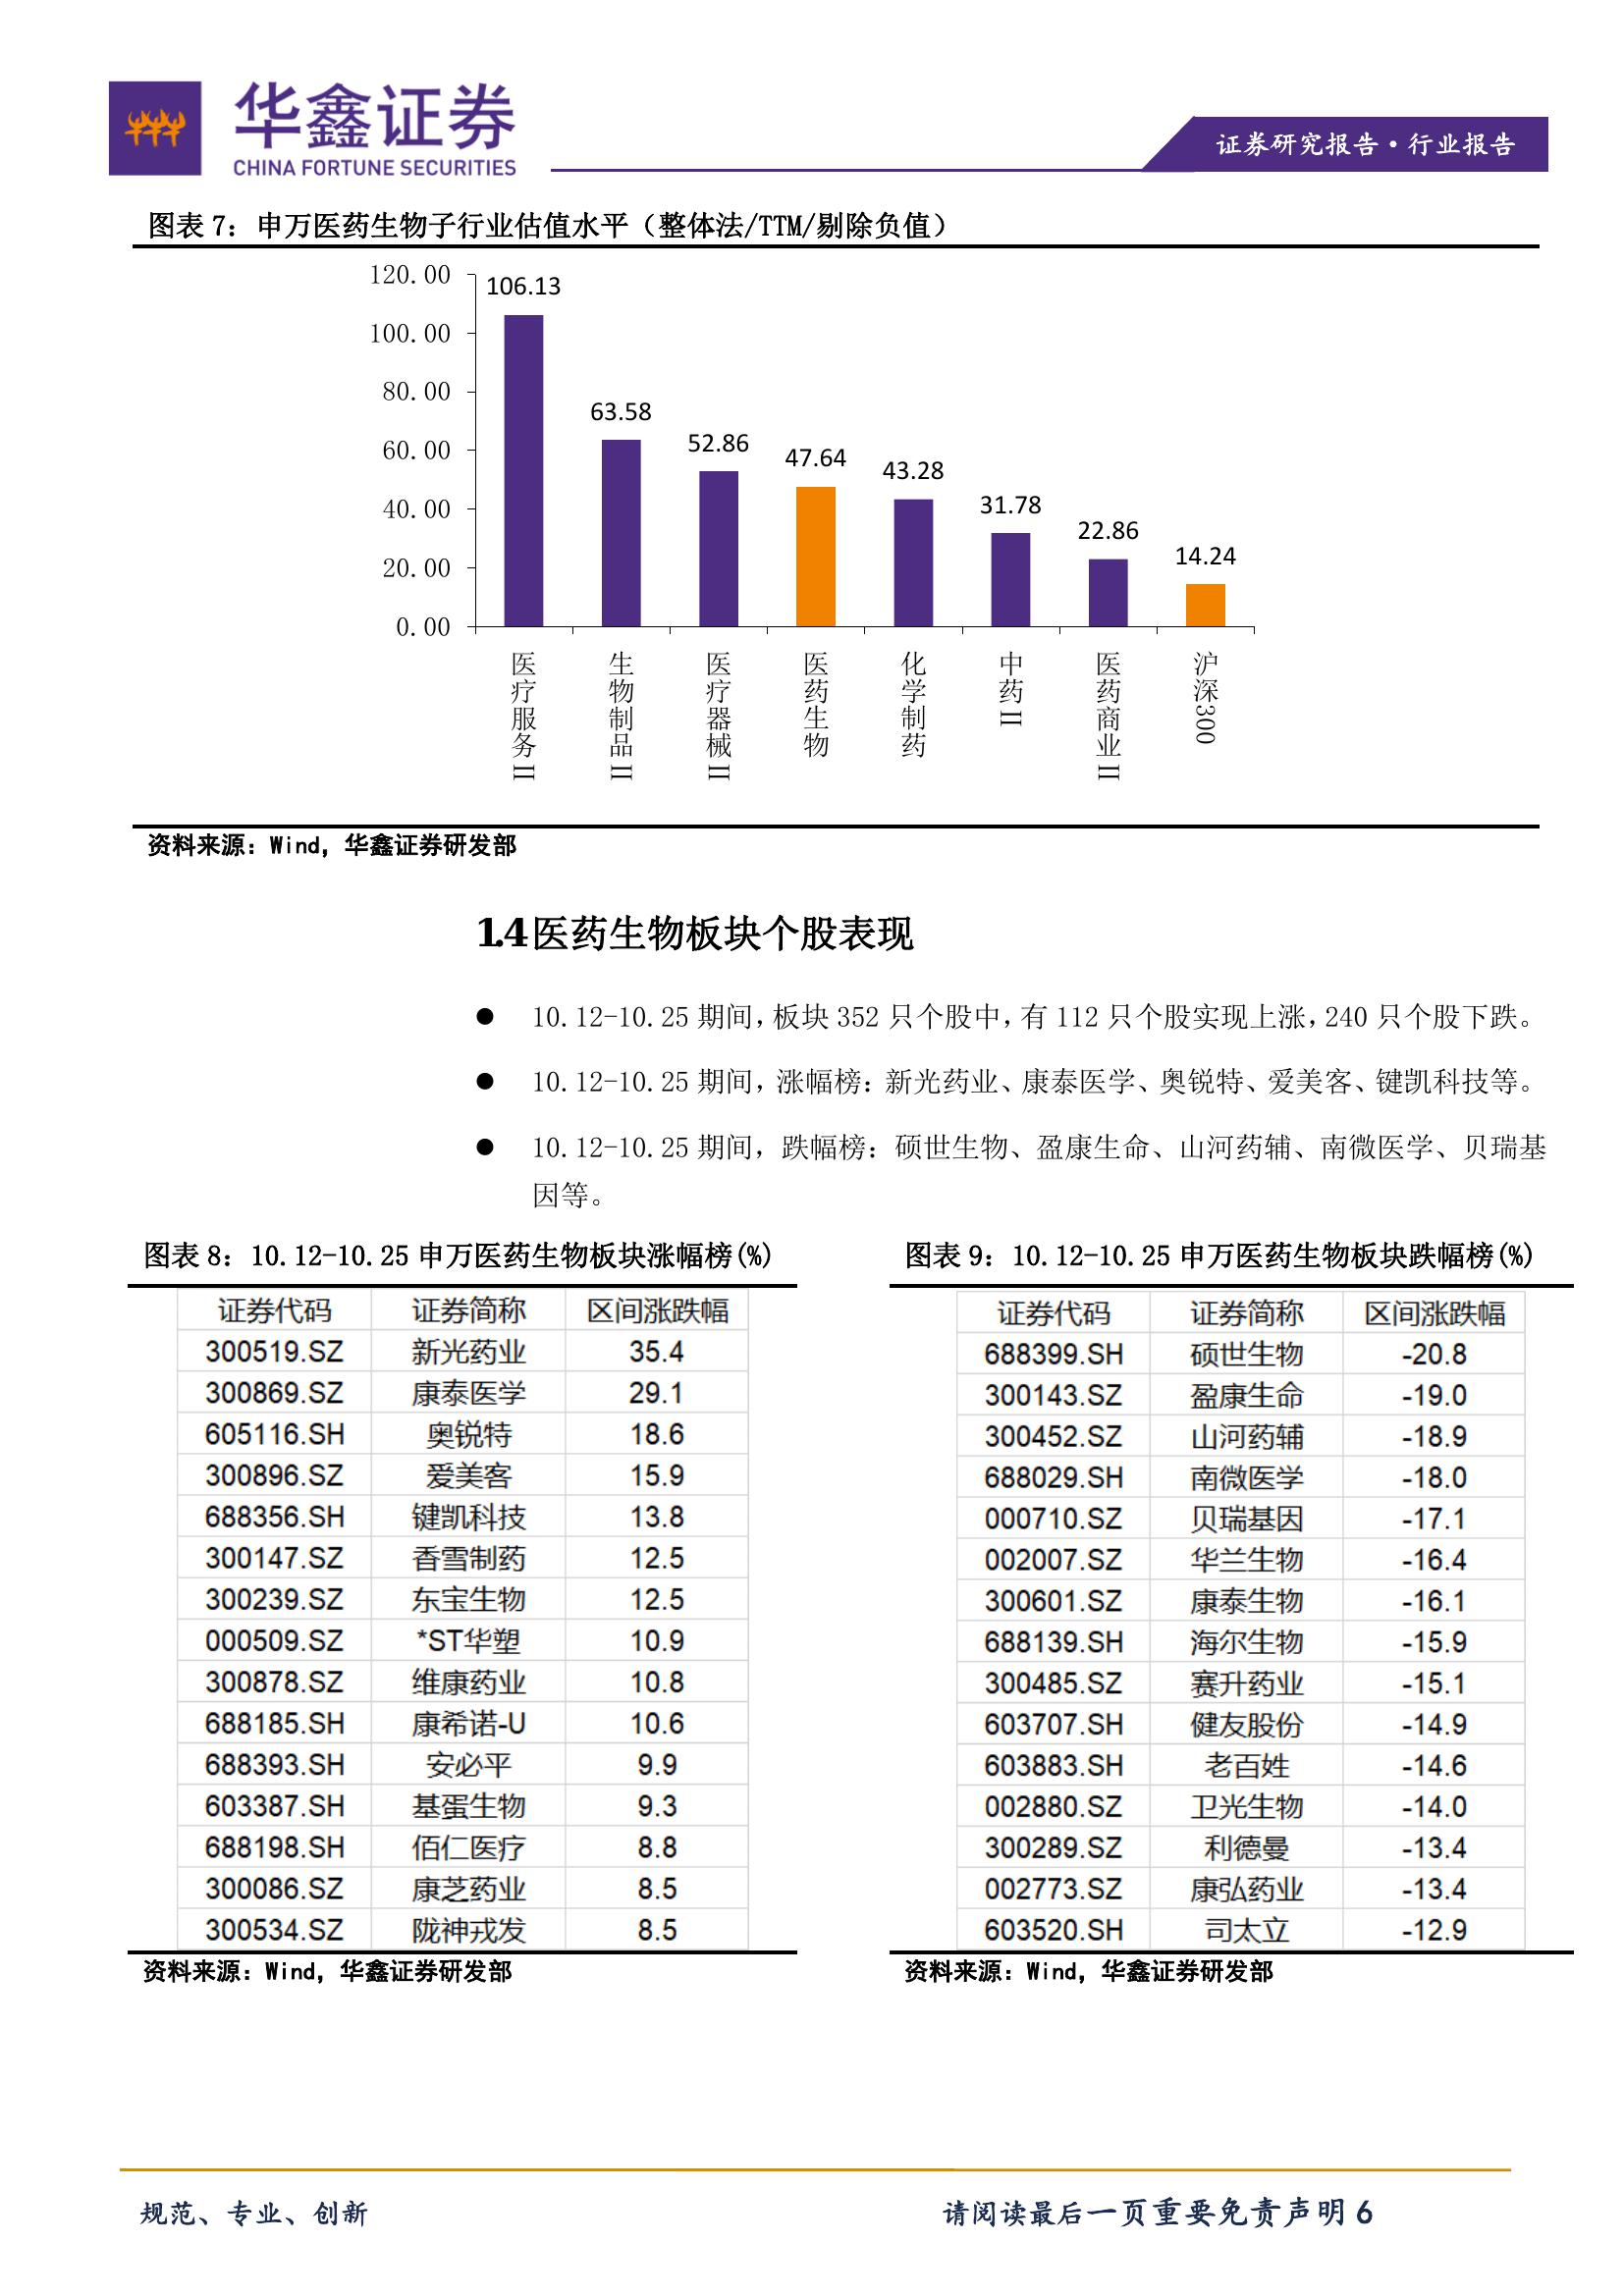 华鑫证券
CHINA FORTUNE SECURITIES
证券研究报告·行业报告
图表 7：申万医药生物子行业估值水平（整体法/TTM/剔除负值）
120.00
100.00
80.00
60.00
40.00
20.00
0.00
106.13
63.58
52.86
47.64
43.28
31.78
22.86
14.24
医疗服务II
生物制品II
医疗器械II
医药生物
化学制药
中药II
医药商业II
沪深300
资料来源：Wind，华鑫证券研发部
1.4 医药生物板块个股表现
● 10.12-10.25 期间，板块 352 只个股中，有 112 只个股实现上涨，240 只个股下跌。
● 10.12-10.25 期间，涨幅榜：新光药业、康泰医学、奥锐特、爱美客、键凯科技等。
● 10.12-10.25 期间，跌幅榜：硕世生物、盈康生命、山河药辅、南微医学、贝瑞基
因等。
图表 8：10.12-10.25 申万医药生物板块涨幅榜(%)
证券代码 证券简称 区间涨跌幅
300519.SZ 新光药业 35.4
300869.SZ 康泰医学 29.1
605116.SH 奥锐特 18.6
300896.SZ 爱美客 15.9
688356.SH 键凯科技 13.8
300147.SZ 香雪制药 12.5
300239.SZ 东宝生物 12.5
000509.SZ *ST华塑 10.9
300878.SZ 维康药业 10.8
688185.SH 康希诺-U 10.6
688393.SH 安必平 9.9
603387.SH 基蛋生物 9.3
688198.SH 佰仁医疗 8.8
300086.SZ 康芝药业 8.5
300534.SZ 陇神戎发 8.5
资料来源：Wind，华鑫证券研发部
图表 9：10.12-10.25 申万医药生物板块跌幅榜(%)
证券代码 证券简称 区间涨跌幅
688399.SH 硕世生物 -20.8
300143.SZ 盈康生命 -19.0
300452.SZ 山河药辅 -18.9
688029.SH 南微医学 -18.0
000710.SZ 贝瑞基因 -17.1
002007.SZ 华兰生物 -16.4
300601.SZ 康泰生物 -16.1
688139.SH 海尔生物 -15.9
300485.SZ 赛升药业 -15.1
603707.SH 健友股份 -14.9
603883.SH 老百姓 -14.6
002880.SZ 卫光生物 -14.0
300289.SZ 利德曼 -13.4
002773.SZ 康弘药业 -13.4
603520.SH 司太立 -12.9
资料来源：Wind，华鑫证券研发部
规范、专业、创新
请阅读最后一页重要免责声明 6